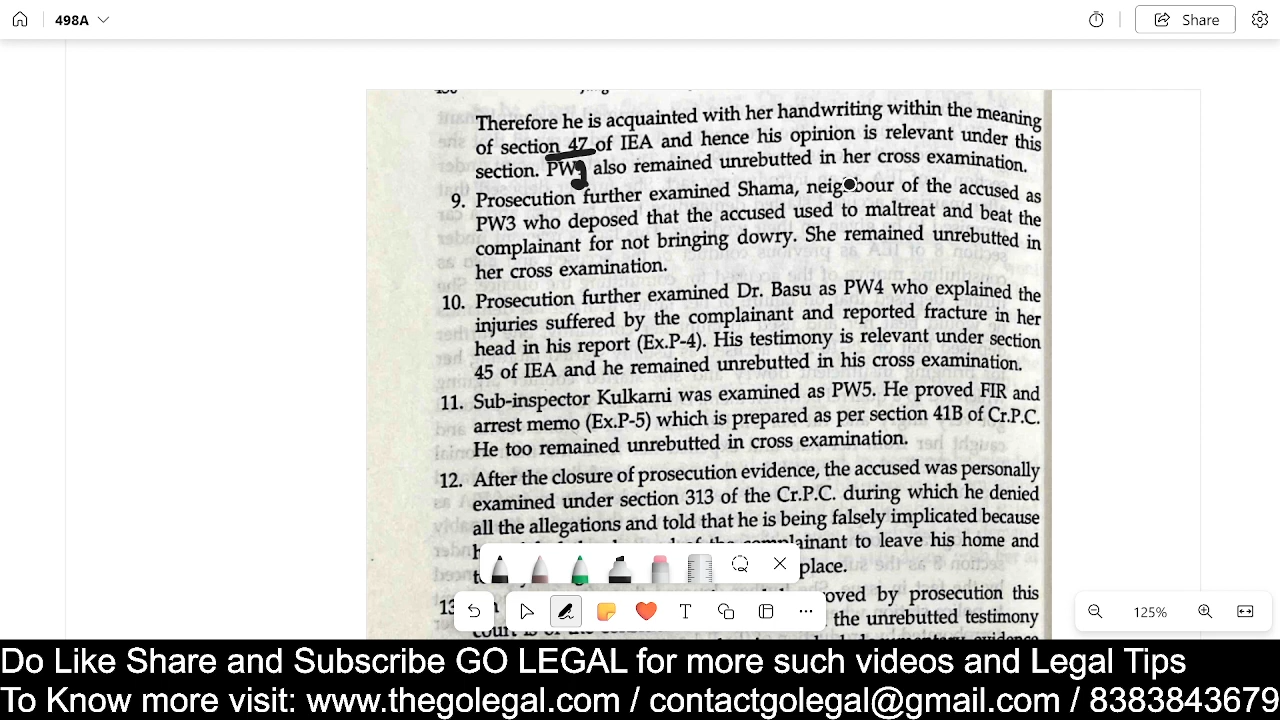 498A
Share
Therefore he is acquainted with her handwriting within the meaning
of section 47 of IEA and hence his opinion is relevant under this
section. PW2 also remained unrebutted in her cross examination.
9. Prosecution further examined Shama, neigbour of the accused as
PW3 who deposed that the accused used to maltreat and beat the
complainant for not bringing dowry. She remained unrebutted in
her cross examination.
10. Prosecution further examined Dr. Basu as PW4 who explained the
injuries suffered by the complainant and reported fracture in her
head in his report (Ex.P-4). His testimony is relevant under section
45 of IEA and he remained unrebutted in his cross examination.
11. Sub-inspector Kulkarni was examined as PW5. He proved FIR and
arrest memo (Ex.P-5) which is prepared as per section 41B of Cr.P.C.
He too remained unrebutted in cross examination.
12. After the closure of prosecution evidence, the accused was personally
examined under section 313 of the Cr.P.C. during which he denied
all the allegations and told that he is being falsely implicated because
to leave his home and
place.
13
by prosecution this
the unrebutted testimony
125%
Do Like Share and Subscribe GO LEGAL for more such videos and Legal Tips
To Know more visit: www.thegolegal.com / contactgolegal@gmail.com / 8383843679